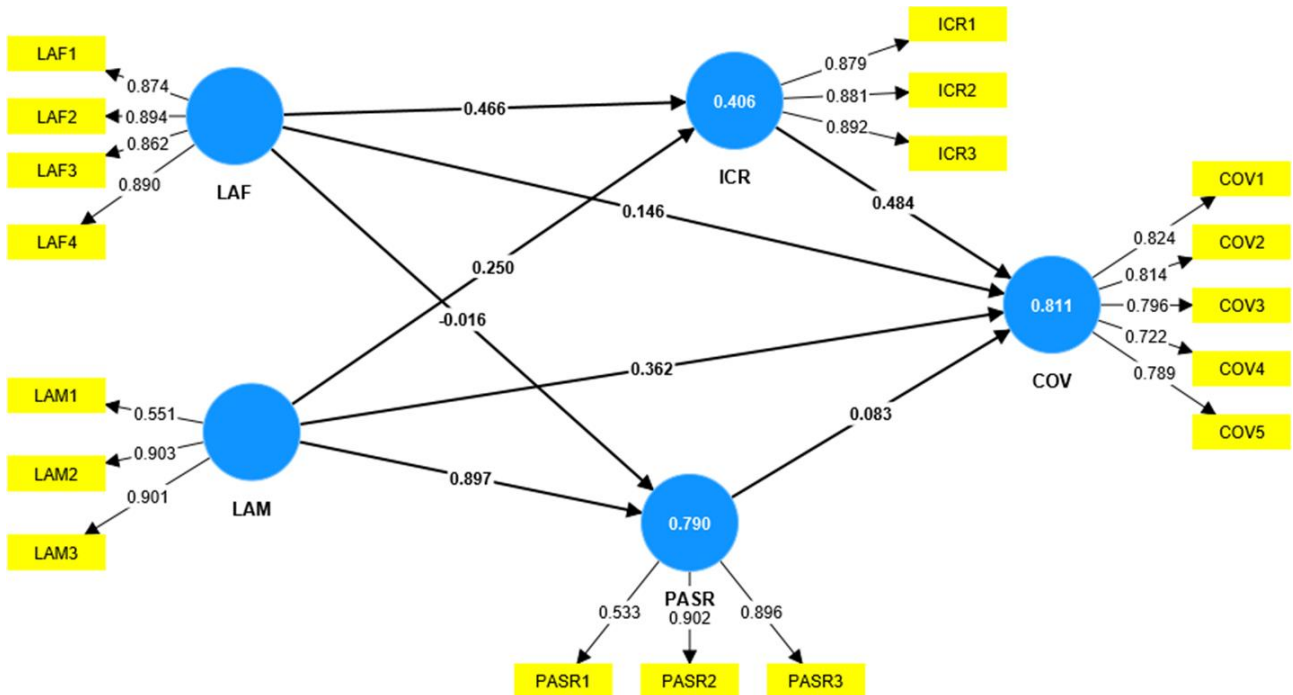 LAF1
0.874
LAF2
0.894
LAF3
0.862
0.890
LAF4
LAF
0.466
0.406
ICR
ICR1
0.879
ICR2
0.881
ICR3
0.892
0.146
0.484
0.250
-0.016
0.362
0.811
COV
COV1
0.824
COV2
0.814
COV3
0.796
0.722
COV4
0.789
COV5
LAM1
0.551
LAM2
0.903
0.901
LAM3
LAM
0.897
0.083
0.790
PASR
0.533
0.902
0.896
PASR1
PASR2
PASR3